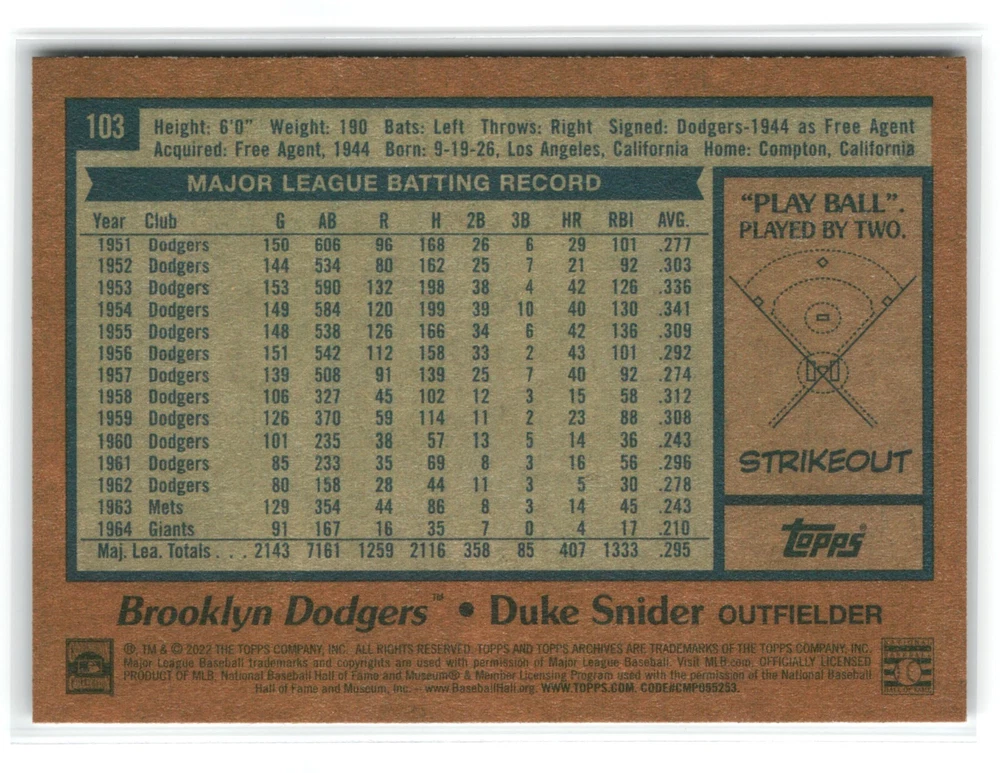 103
Height: 6'0" Weight: 190 Bats: Left Throws: Right Signed: Dodgers-1944 as Free Agent
Acquired: Free Agent, 1944 Born: 9-19-26, Los Angeles, California Home: Compton, California
MAJOR LEAGUE BATTING RECORD
Year Club G AB R H 2B 3B HR RBI AVG.
1951 Dodgers 150 606 96 168 26 6 29 101 .277
1952 Dodgers 144 534 80 162 25 7 21 92 .303
1953 Dodgers 153 590 132 198 38 4 42 126 .336
1954 Dodgers 149 584 120 199 39 10 40 130 .341
1955 Dodgers 148 538 126 166 34 6 42 136 .309
1956 Dodgers 151 542 112 158 33 2 43 101 .292
1957 Dodgers 139 508 91 139 25 7 40 92 .274
1958 Dodgers 106 327 45 102 12 3 15 58 .312
1959 Dodgers 126 370 59 114 11 2 23 88 .308
1960 Dodgers 101 235 38 57 13 5 14 36 .243
1961 Dodgers 85 233 35 69 8 3 16 56 .296
1962 Dodgers 80 158 28 44 11 3 5 30 .278
1963 Mets 129 354 44 86 8 3 14 45 .243
1964 Giants 91 167 16 35 7 0 4 17 .210
Maj. Lea. Totals . . . 2143 7161 1259 2116 358 85 407 1333 .295
"PLAY BALL".
PLAYED BY TWO.
STRIKEOUT
topps®
Brooklyn Dodgers™ • Duke Snider OUTFIELDER
®, TM & © 2022 THE TOPPS COMPANY, INC. ALL RIGHTS RESERVED. TOPPS AND TOPPS ARCHIVES ARE TRADEMARKS OF THE TOPPS COMPANY, INC.
Major League Baseball trademarks and copyrights are used with permission of Major League Baseball. Visit MLB.com. OFFICIALLY LICENSED
PRODUCT OF MLB. National Baseball Hall of Fame and Museum® & Member Licensing Program used with the permission of the National Baseball
Hall of Fame and Museum, Inc. - www.BaseballHall.org. WWW.TOPPS.COM. CODE#CMP055253.